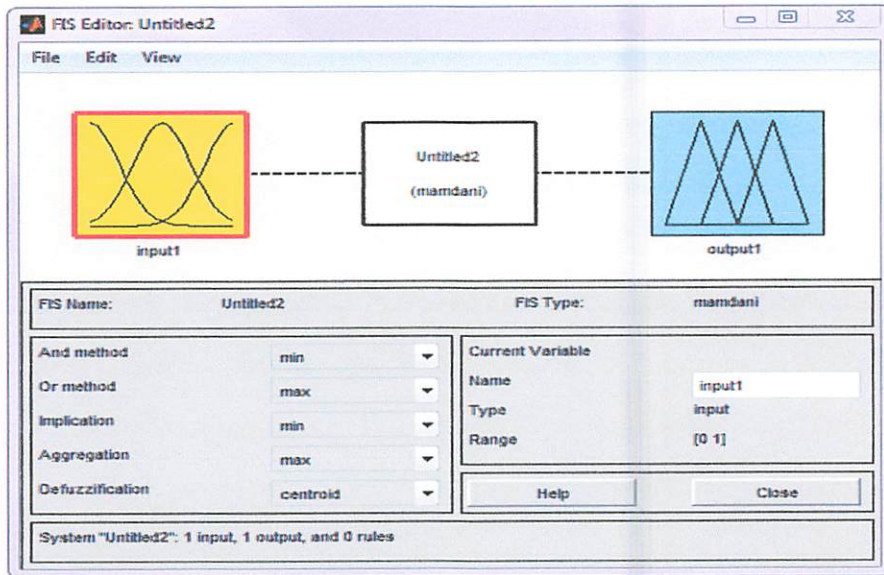 FIS Editor: Untitled2
File Edit View
Untitled2
(mamdani)
input1
output1
FIS Name: Untitled2 FIS Type: mamdani
And method min
Or method max
Implication min
Aggregation max
Defuzzification centroid
Current Variable
Name input1
Type input
Range [0 1]
Help Close
System "Untitled2": 1 input, 1 output, and 0 rules